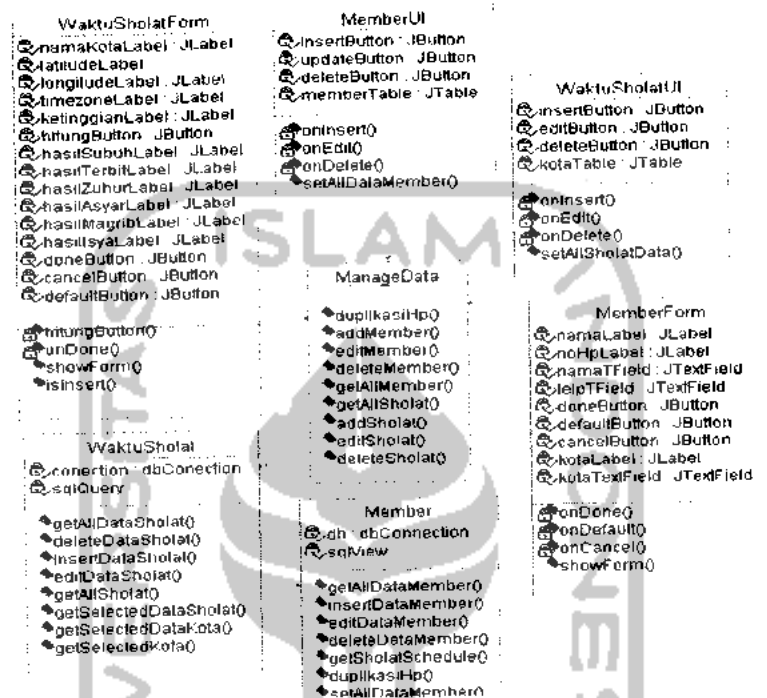 WaktuSholatForm
namaKotaLabel : JLabel
latitudeLabel
longitudeLabel : JLabel
timezoneLabel : JLabel
ketinggianLabel : JLabel
hitungButton : JButton
hasilSubuhLabel : JLabel
hasilTerbitLabel : JLabel
hasilZuhurLabel : JLabel
hasilAsyarLabel : JLabel
hasilMagribLabel : JLabel
hasilIsyaLabel : JLabel
doneButton : JButton
cancelButton : JButton
defaultButton : JButton
hitungButton()
onDone()
showForm()
isInsert()
MemberUI
insertButton : JButton
updateButton : JButton
deleteButton : JButton
memberTable : JTable
onInsert()
onEdit()
onDelete()
setAllDataMember()
WaktuSholatUI
insertButton : JButton
editButton : JButton
deleteButton : JButton
kotaTable : JTable
onInsert()
onEdit()
onDelete()
setAllSholatData()
ISLAM
ManageData
duplikasiHp()
addMember()
editMember()
deleteMember()
getAllMember()
getAllSholat()
addSholat()
editSholat()
deleteSholat()
MemberForm
namaLabel : JLabel
noHpLabel : JLabel
namaTField : JTextField
telpTField : JTextField
doneButton : JButton
defaultButton : JButton
cancelButton : JButton
kotaLabel : JLabel
kotaTextField : JTextField
onDone()
onDefault()
onCancel()
showForm()
WaktuSholat
conection : dbConection
sqlQuery
getAllDataSholat()
deleteDataSholat()
insertDataSholat()
editDataSholat()
getAllSholat()
getSelectedDataSholat()
getSelectedDataKota()
getSelectedKota()
Member
db : dbConnection
sqlView
getAllDataMember()
insertDataMember()
editDataMember()
deleteDataMember()
getSholatSchedule()
duplikasiHp()
setAllDataMember()